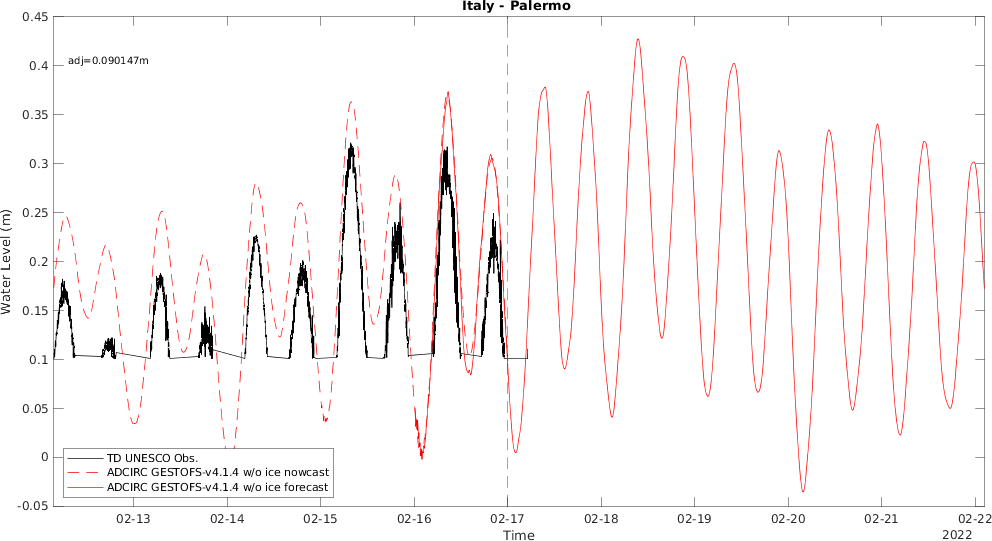 Italy - Palermo
adj=0.090147m
0.45
0.4
0.35
0.3
0.25
0.2
0.15
0.1
0.05
0
-0.05
Water Level (m)
TD UNESCO Obs.
ADCIRC GESTOFS-v4.1.4 w/o ice nowcast
ADCIRC GESTOFS-v4.1.4 w/o ice forecast
02-13 02-14 02-15 02-16 02-17 02-18 02-19 02-20 02-21 02-22
Time
2022